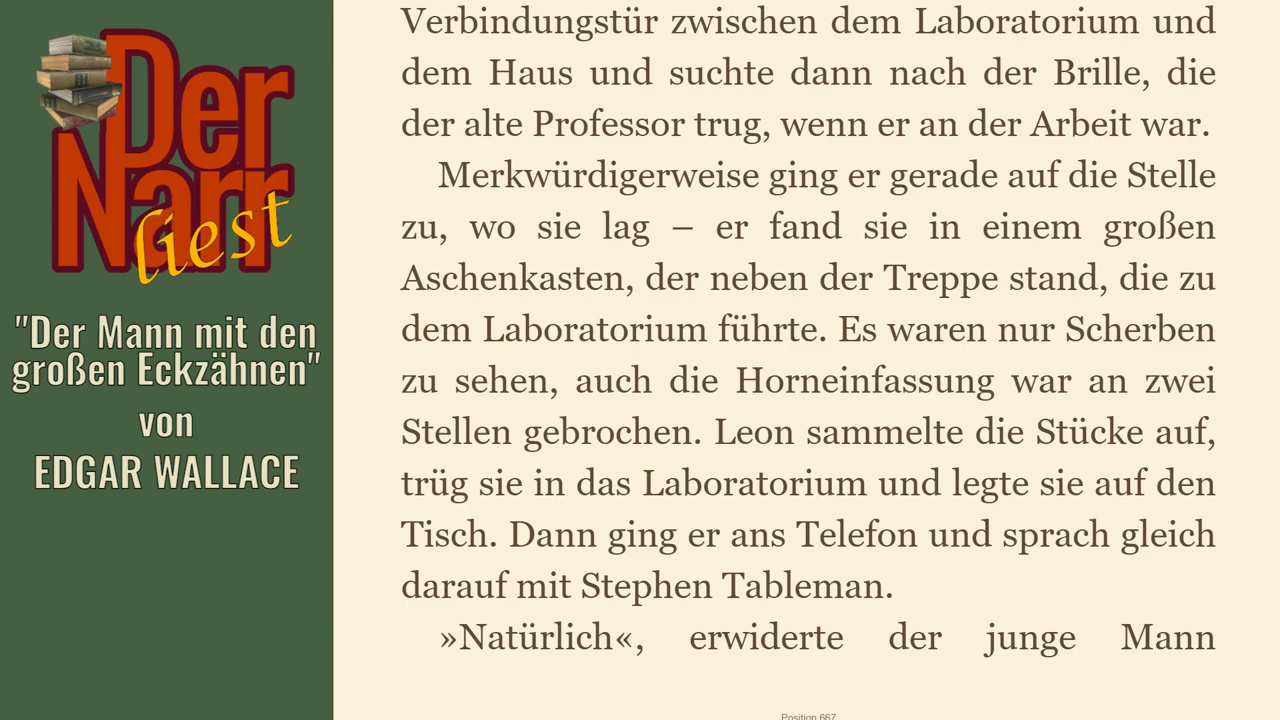 Der
Narr
liest
"Der Mann mit den
großen Eckzähnen"
von
EDGAR WALLACE
Verbindungstür zwischen dem Laboratorium und
dem Haus und suchte dann nach der Brille, die
der alte Professor trug, wenn er an der Arbeit war.
Merkwürdigerweise ging er gerade auf die Stelle
zu, wo sie lag – er fand sie in einem großen
Aschenkasten, der neben der Treppe stand, die zu
dem Laboratorium führte. Es waren nur Scherben
zu sehen, auch die Horneinfassung war an zwei
Stellen gebrochen. Leon sammelte die Stücke auf,
trüg sie in das Laboratorium und legte sie auf den
Tisch. Dann ging er ans Telefon und sprach gleich
darauf mit Stephen Tableman.
»Natürlich«, erwiderte der junge Mann
Position 667